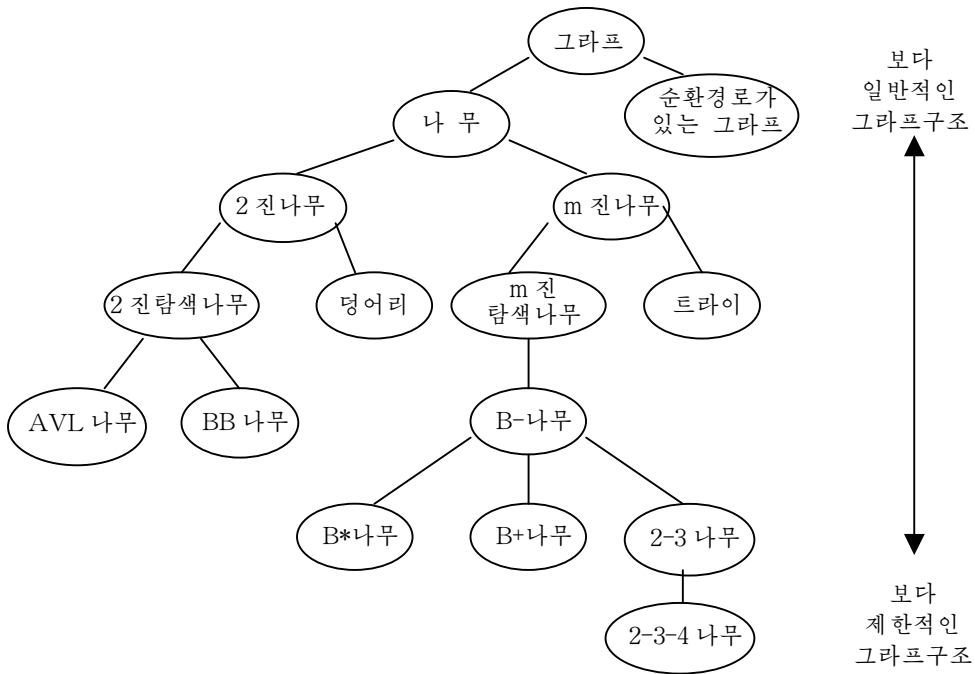 그라프
보다
일반적인
그라프구조
나 무
순환경로가
있는 그라프
2 진나무
m 진나무
2 진탐색나무
덩어리
m 진
탐색나무
트라이
AVL 나무
BB 나무
B-나무
B*나무
B+나무
2-3 나무
2-3-4 나무
보다
제한적인
그라프구조